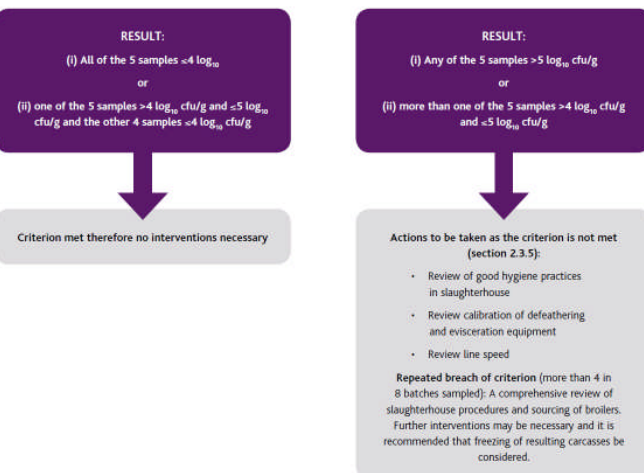 RESULT:
(i) All of the 5 samples ≤4 log₁₀
or
(ii) one of the 5 samples >4 log₁₀ cfu/g and ≤5 log₁₀
cfu/g and the other 4 samples ≤4 log₁₀ cfu/g
Criterion met therefore no interventions necessary
RESULT:
(i) Any of the 5 samples >5 log₁₀ cfu/g
or
(ii) more than one of the 5 samples >4 log₁₀ cfu/g
and ≤5 log₁₀ cfu/g
Actions to be taken as the criterion is not met
(section 2.3.5):
• Review of good hygiene practices
in slaughterhouse
• Review calibration of defeathering
and evisceration equipment
• Review line speed
Repeated breach of criterion (more than 4 in
8 batches sampled): A comprehensive review of
slaughterhouse procedures and sourcing of broilers.
Further interventions may be necessary and it is
recommended that freezing of resulting carcasses be
considered.